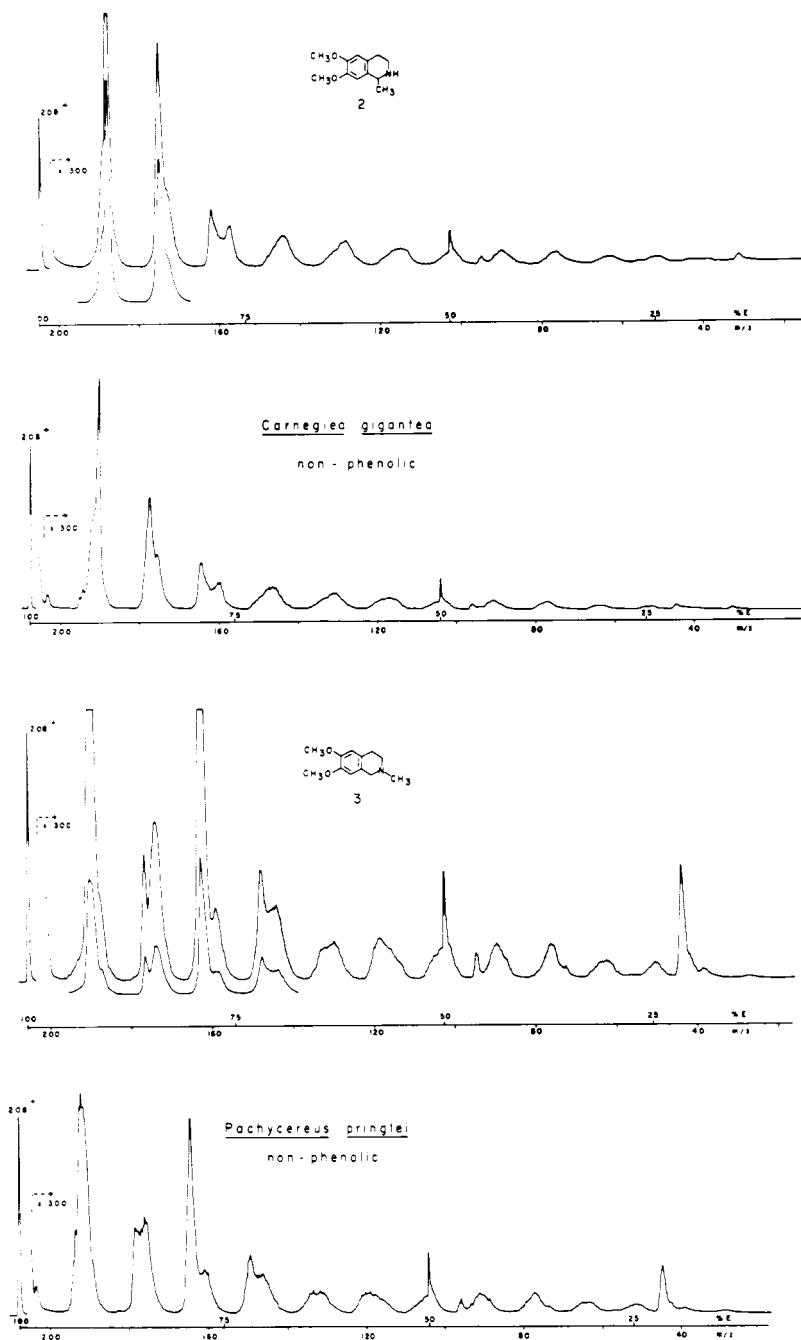 CH₃O
CH₃O
NH
CH₃
2
208⁺
x 300
00
75
50
25
%E
200
160
120
80
40
m/z
Carnegiea gigantea
non-phenolic
208⁺
x 300
100
75
50
25
%E
200
160
120
80
40
m/z
CH₃O
CH₃O
N
CH₃
3
208⁺
x 300
100
75
50
25
%E
200
160
120
80
40
m/z
Pachycereus pringlei
non-phenolic
208⁺
x 300
100
75
50
25
%E
200
160
120
80
40
m/z